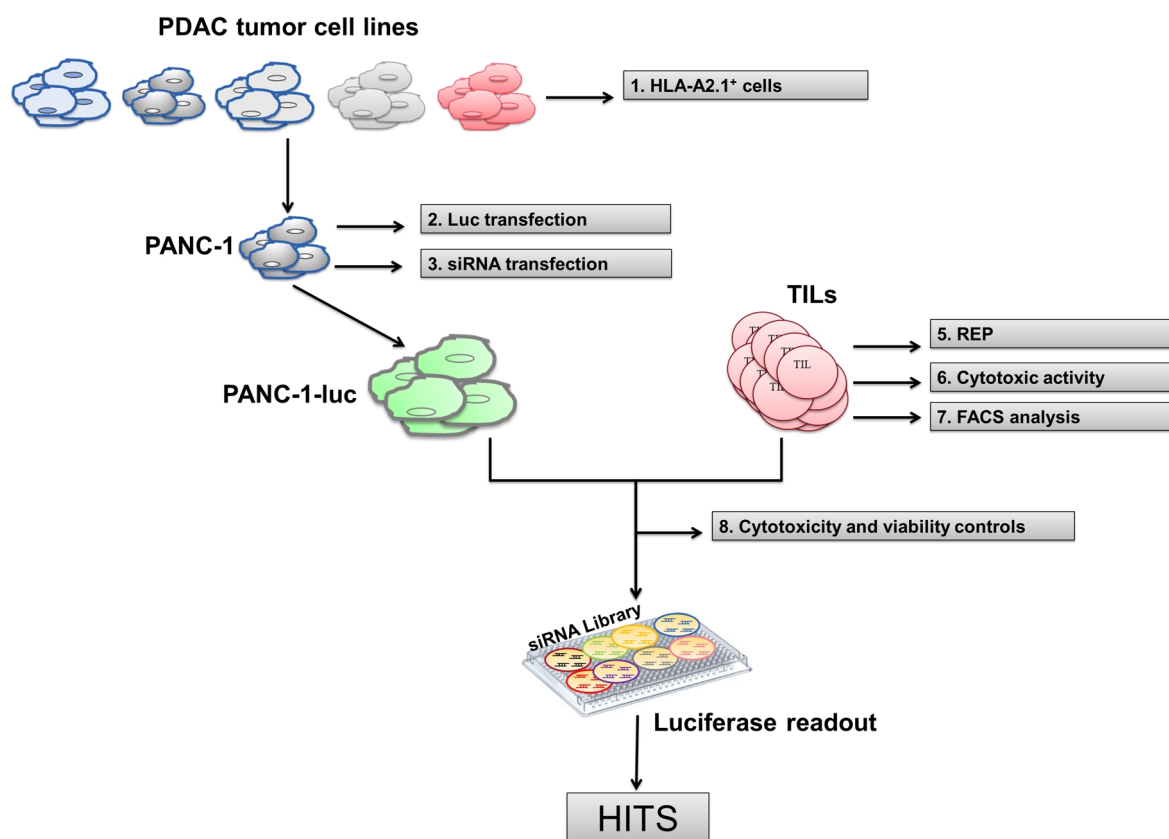 PDAC tumor cell lines
1. HLA-A2.1⁺ cells
PANC-1
2. Luc transfection
3. siRNA transfection
TILs
TIL
5. REP
6. Cytotoxic activity
7. FACS analysis
PANC-1-luc
8. Cytotoxicity and viability controls
siRNA Library
Luciferase readout
HITS